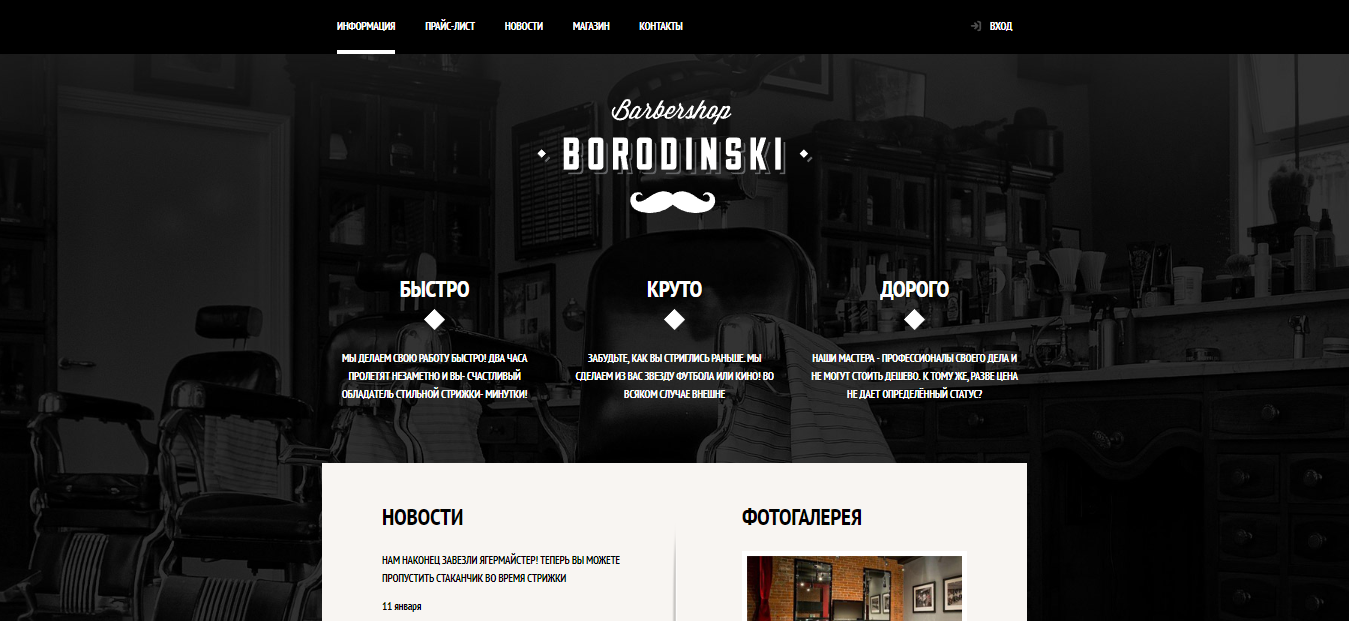 ИНФОРМАЦИЯ ПРАЙС-ЛИСТ НОВОСТИ МАГАЗИН КОНТАКТЫ ВХОД
Barbershop
BORODINSKI
БЫСТРО
МЫ ДЕЛАЕМ СВОЮ РАБОТУ БЫСТРО! ДВА ЧАСА
ПРОЛЕТЯТ НЕЗАМЕТНО И ВЫ- СЧАСТЛИВЫЙ
ОБЛАДАТЕЛЬ СТИЛЬНОЙ СТРИЖКИ- МИНУТКИ!
КРУТО
ЗАБУДЬТЕ, КАК ВЫ СТРИГЛИСЬ РАНЬШЕ. МЫ
СДЕЛАЕМ ИЗ ВАС ЗВЕЗДУ ФУТБОЛА ИЛИ КИНО! ВО
ВСЯКОМ СЛУЧАЕ ВНЕШНЕ
ДОРОГО
НАШИ МАСТЕРА - ПРОФЕССИОНАЛЫ СВОЕГО ДЕЛА И
НЕ МОГУТ СТОИТЬ ДЕШЕВО. К ТОМУ ЖЕ, РАЗВЕ ЦЕНА
НЕ ДАЕТ ОПРЕДЕЛЁННЫЙ СТАТУС?
НОВОСТИ
НАМ НАКОНЕЦ ЗАВЕЗЛИ ЯГЕРМАЙСТЕР! ТЕПЕРЬ ВЫ МОЖЕТЕ
ПРОПУСТИТЬ СТАКАНЧИК ВО ВРЕМЯ СТРИЖКИ
11 января
ФОТОГАЛЕРЕЯ